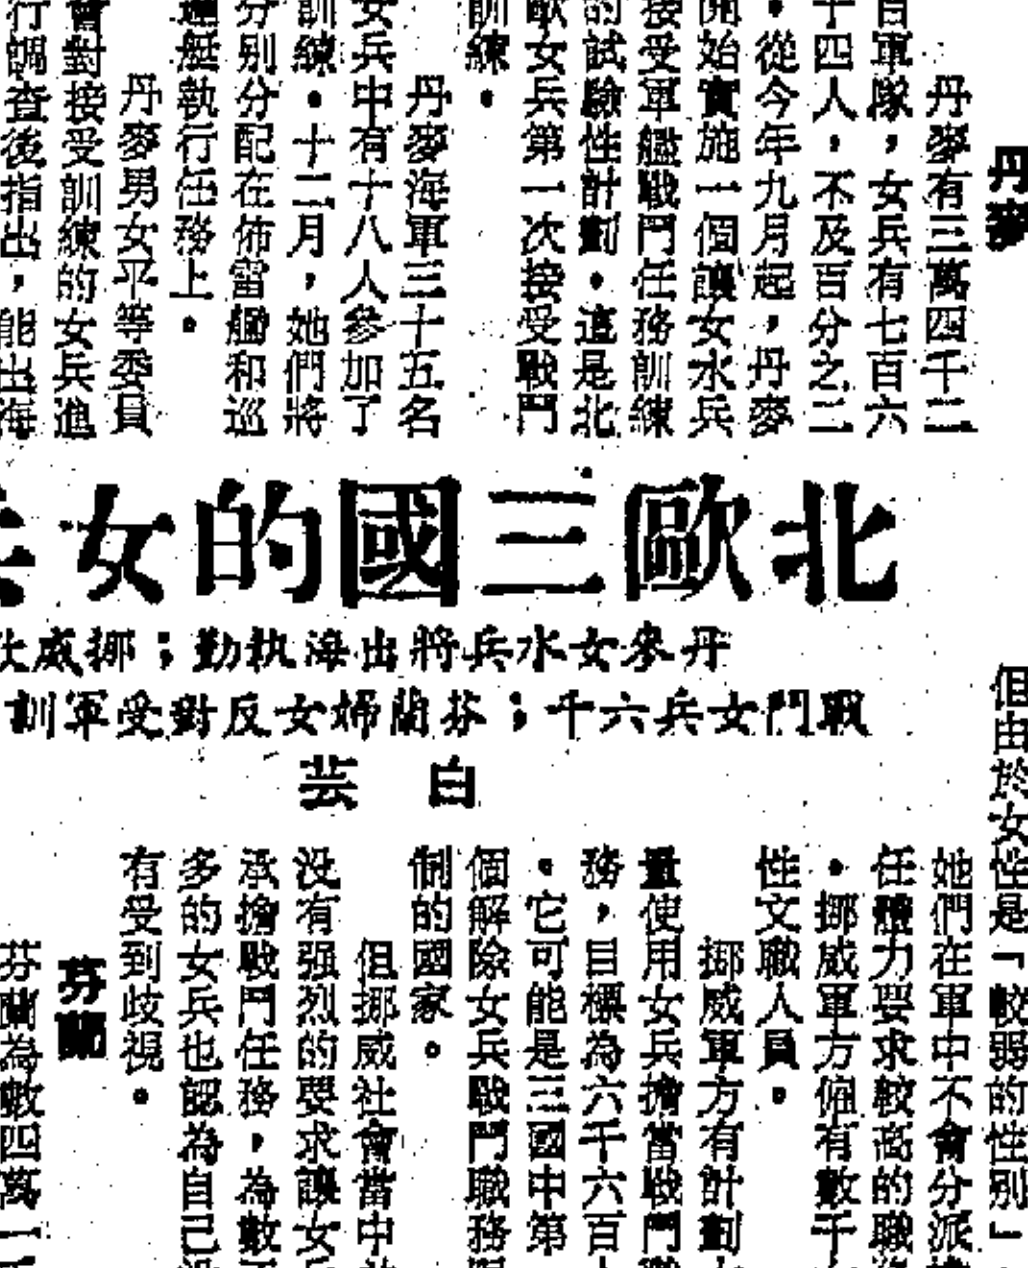 北歐三國的女兵
丹麥女水兵將出海執勤；挪威
戰鬥女兵六千；芬蘭婦女反對受軍訓
白芸
丹麥
丹麥有三萬四千二
百軍隊，女兵有七百六
十四人，不及百分之二
，從今年九月起，丹麥
開始實施一個讓女水兵
接受軍艦戰鬥任務訓練
的試驗性計劃。這是北
歐女兵第一次接受戰鬥
訓練。
丹麥海軍三十五名
女兵中有十八人參加了
訓練。十二月，她們將
分別分配在佈雷艦和巡
邏艇執行任務上。
丹麥男女平等委員
會對接受訓練的女兵進
行調查後指出，能出海
但由於女性是「較弱的性別」
她們在軍中不會分派
任體力要求較高的職
。挪威軍方僱有數千
性文職人員。
挪威軍方有計劃
量使用女兵擔當戰鬥
務，目標為六千六百
。它可能是三國中第
個解除女兵戰鬥職務
制的國家。
但挪威社會當中
没有强烈的要求讓女
承擔戰鬥任務，為數
多的女兵也認為自己
有受到歧視。
芬蘭
芬蘭為數四萬一